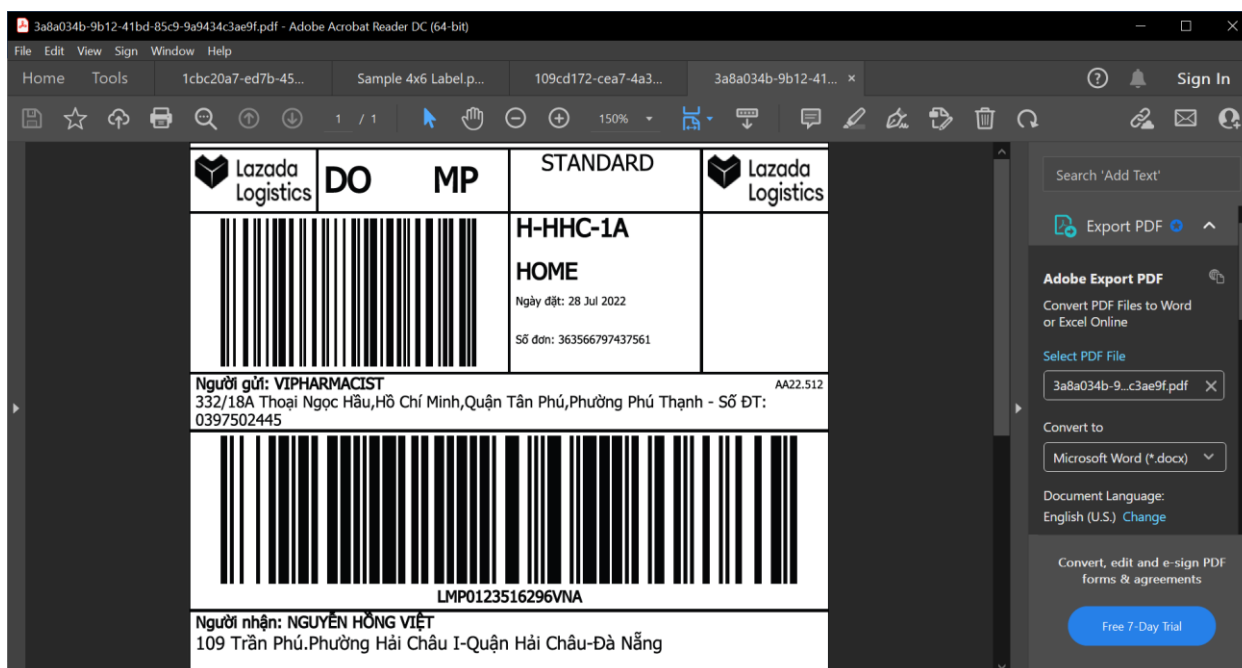 3a8a034b-9b12-41bd-85c9-9a9434c3ae9f.pdf - Adobe Acrobat Reader DC (64-bit)
File Edit View Sign Window Help
Home Tools 1cbc20a7-ed7b-45... Sample 4x6 Label.p... 109cd172-cea7-4a3... 3a8a034b-9b12-41... × Sign In
1 / 1 150%
Lazada Logistics
DO MP
STANDARD
Lazada Logistics
H-HHC-1A
HOME
Ngày đặt: 28 Jul 2022
Số đơn: 363566797437561
Người gửi: VIPHARMACIST AA22.512
332/18A Thoại Ngọc Hầu,Hồ Chí Minh,Quận Tân Phú,Phường Phú Thạnh - Số ĐT:
0397502445
LMP0123516296VNA
Người nhận: NGUYỄN HỒNG VIỆT
109 Trần Phú.Phường Hải Châu I-Quận Hải Châu-Đà Nẵng
Search 'Add Text'
Export PDF
Adobe Export PDF
Convert PDF Files to Word
or Excel Online
Select PDF File
3a8a034b-9...c3ae9f.pdf
Convert to
Microsoft Word (*.docx)
Document Language:
English (U.S.) Change
Convert, edit and e-sign PDF
forms & agreements
Free 7-Day Trial